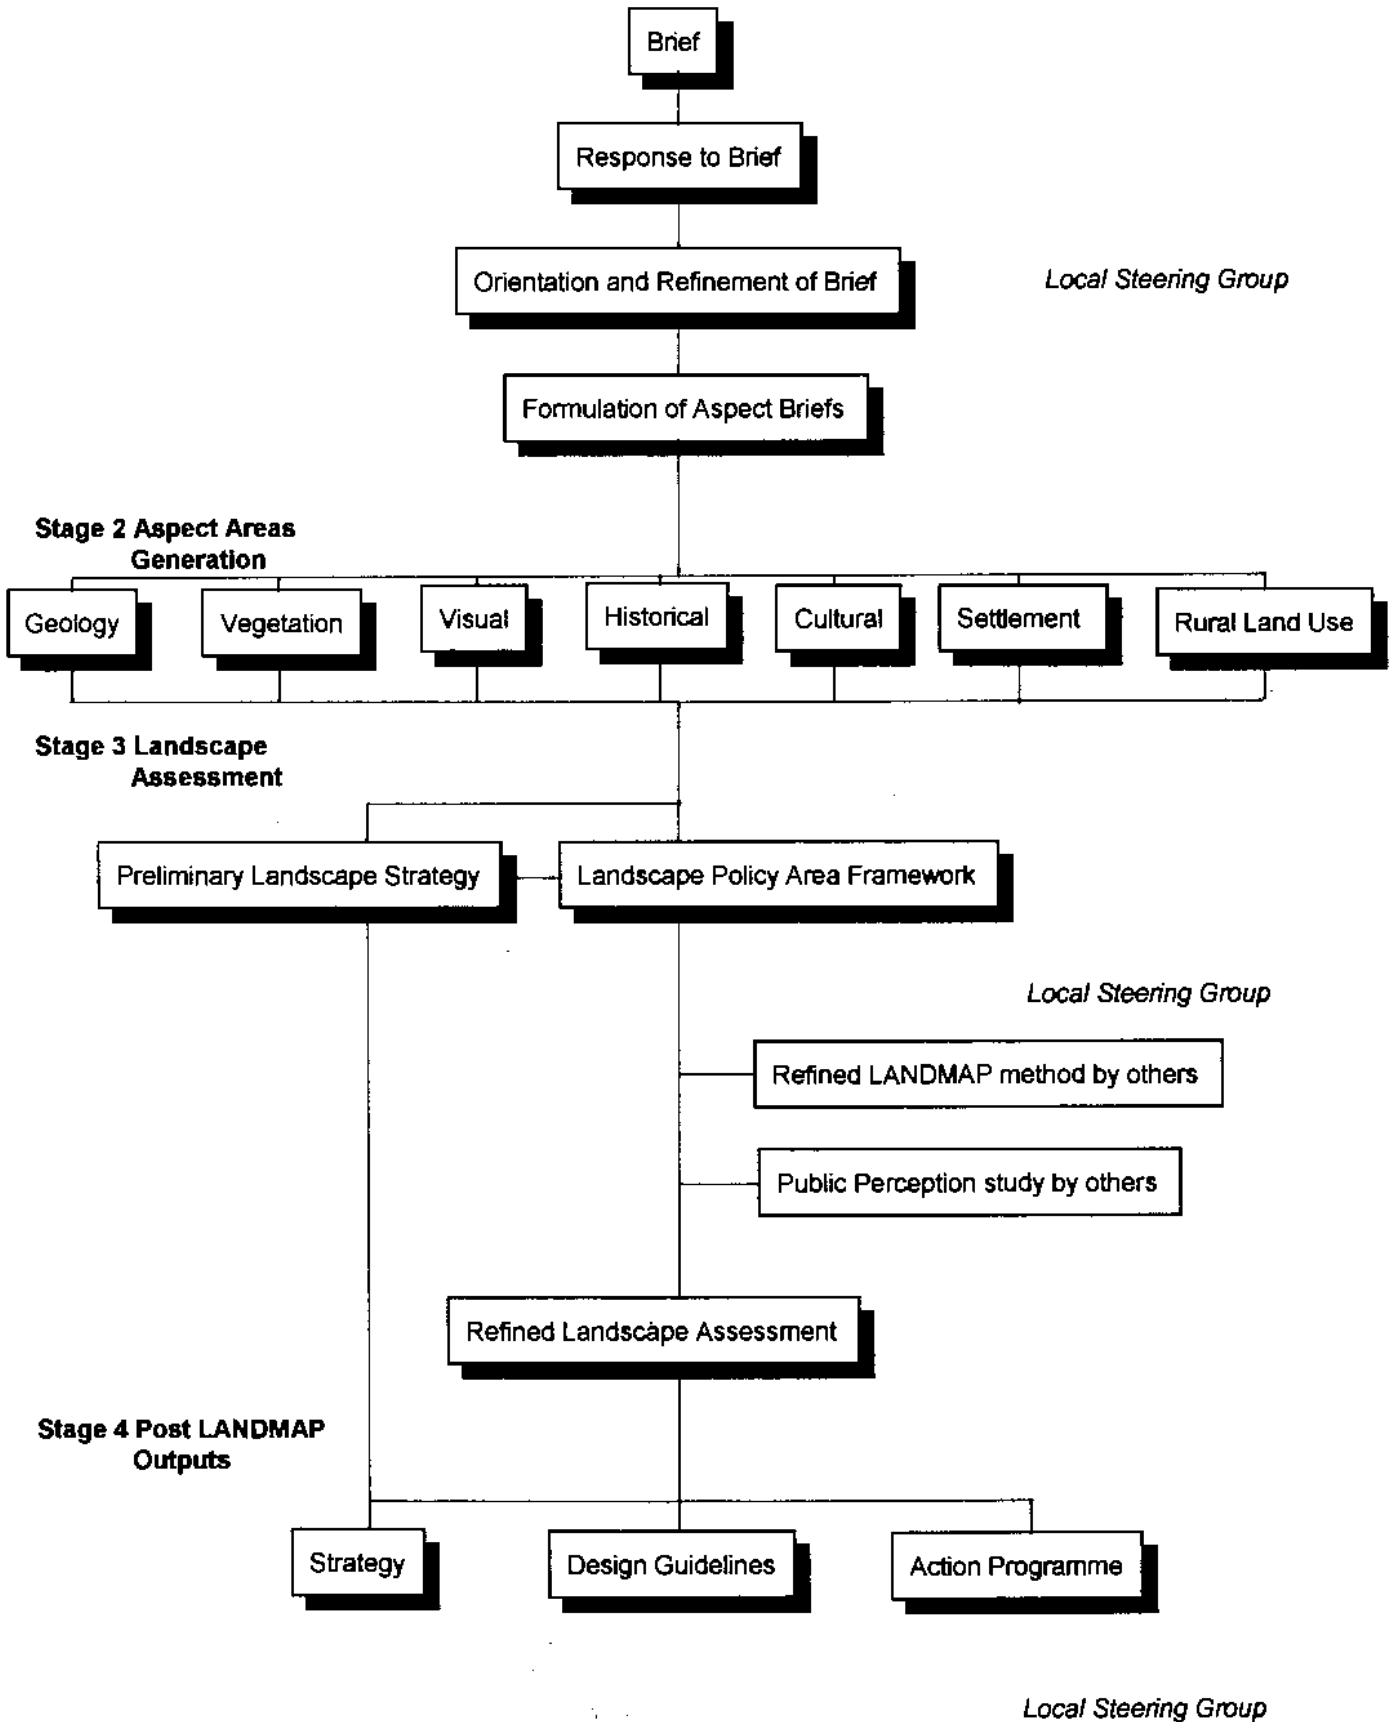 Brief
Response to Brief
Orientation and Refinement of Brief
Local Steering Group
Formulation of Aspect Briefs
Stage 2 Aspect Areas
Generation
Geology
Vegetation
Visual
Historical
Cultural
Settlement
Rural Land Use
Stage 3 Landscape
Assessment
Preliminary Landscape Strategy
Landscape Policy Area Framework
Local Steering Group
Refined LANDMAP method by others
Public Perception study by others
Refined Landscape Assessment
Stage 4 Post LANDMAP
Outputs
Strategy
Design Guidelines
Action Programme
Local Steering Group